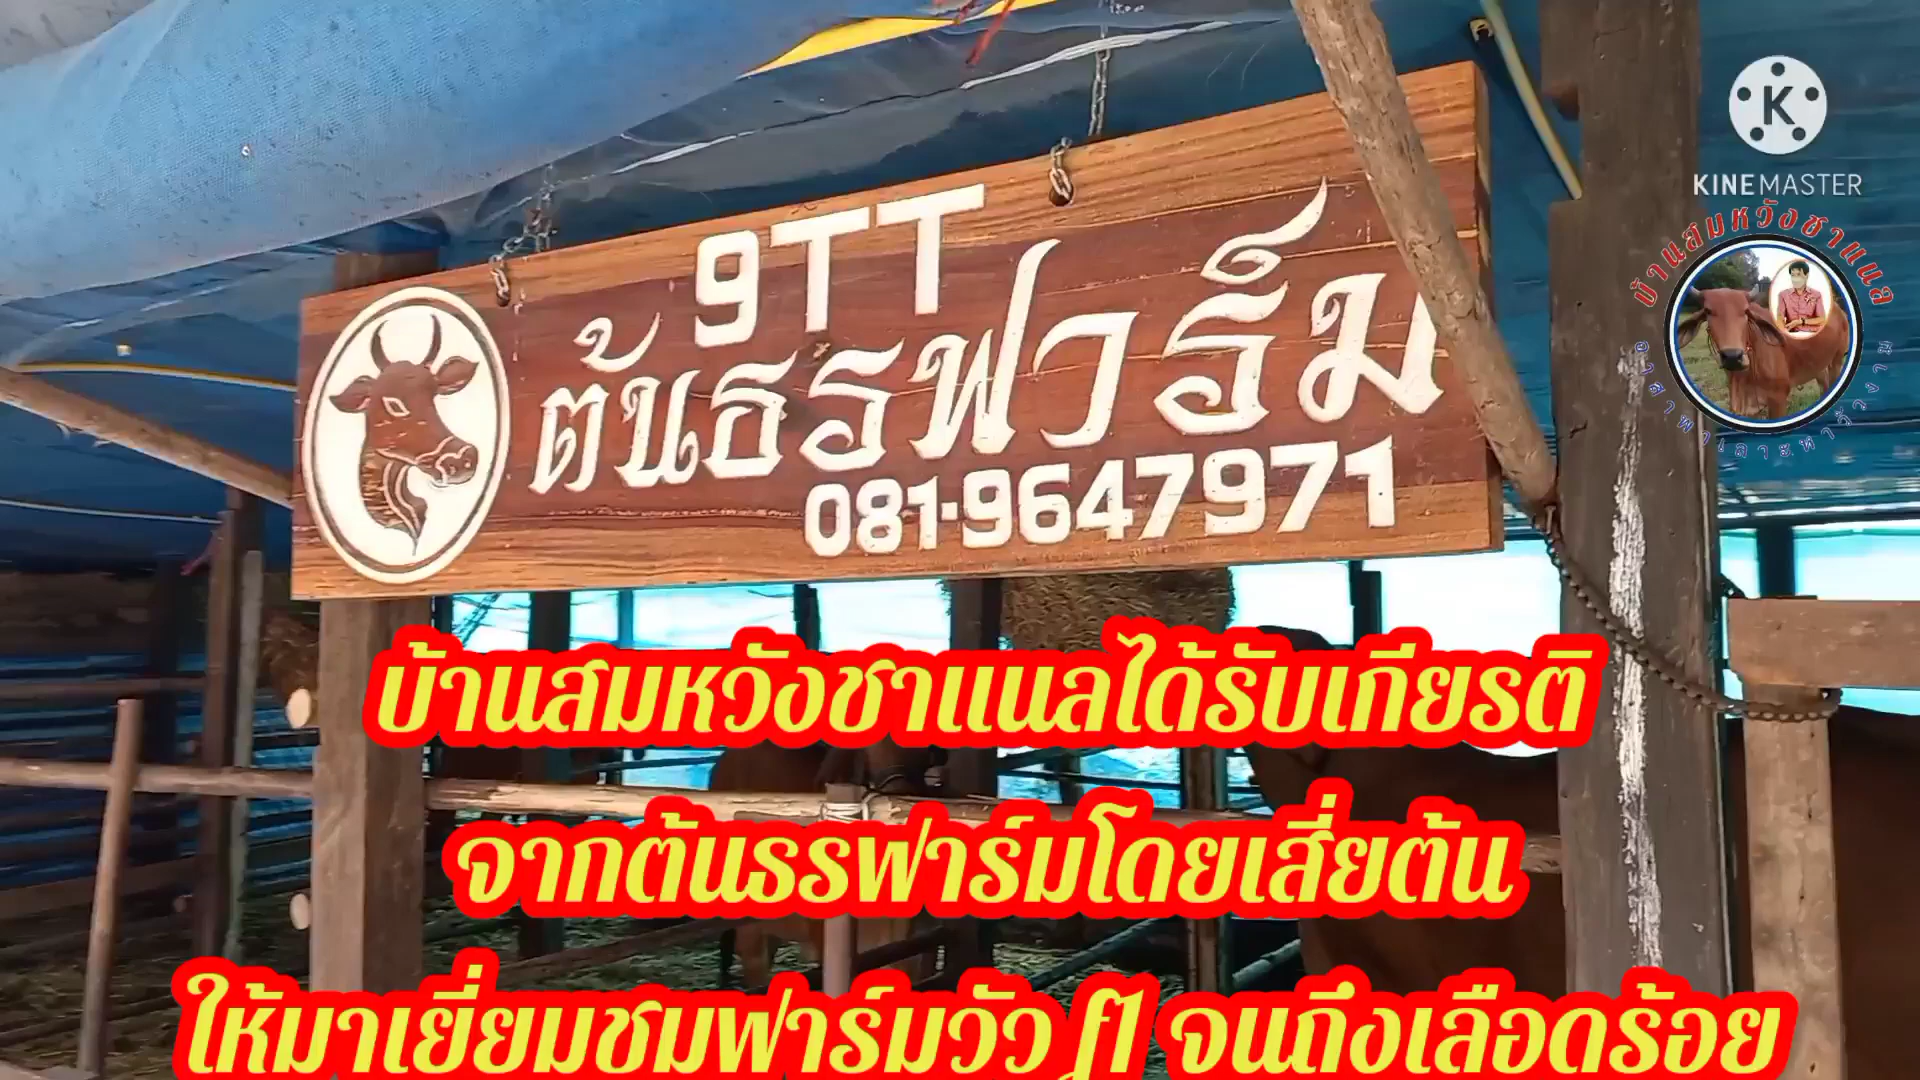 KINEMASTER
บ้านสมหวังชาแนล
9TT
ต้นธรฟาร์ม
081-9647971
บ้านสมหวังชาแนลได้รับเกียรติ
จากต้นธรฟาร์มโดยเสี่ยต้น
ให้มาเยี่ยมชมฟาร์มวัว F1 จนถึงเลือดร้อย